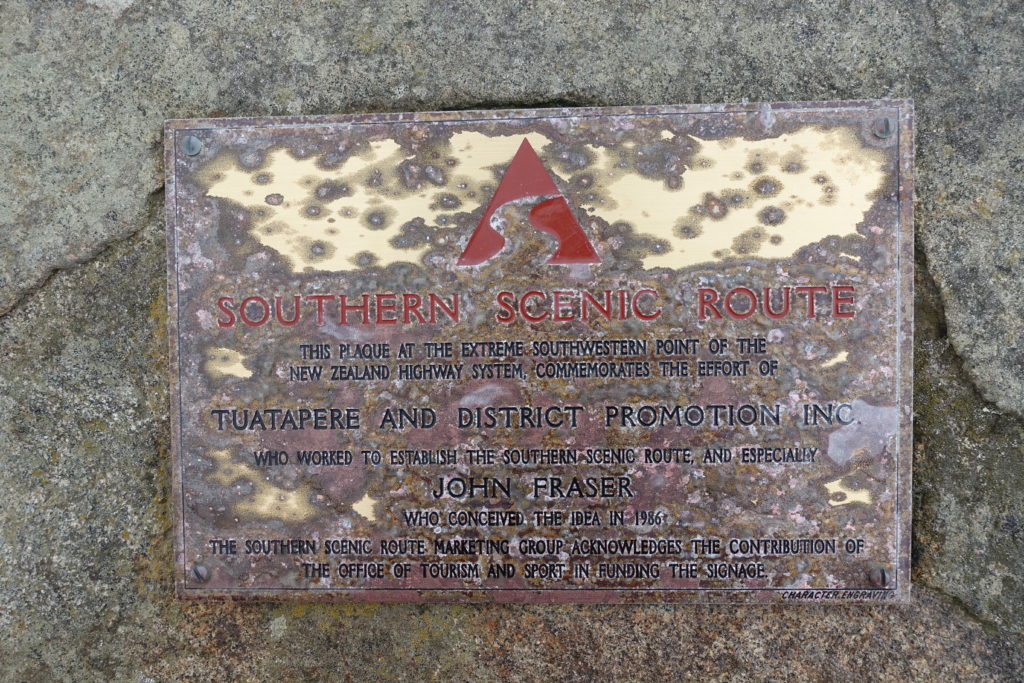 SOUTHERN SCENIC ROUTE
THIS PLAQUE AT THE EXTREME SOUTHWESTERN POINT OF THE
NEW ZEALAND HIGHWAY SYSTEM, COMMEMORATES THE EFFORT OF
TUATAPERE AND DISTRICT PROMOTION INC.
WHO WORKED TO ESTABLISH THE SOUTHERN SCENIC ROUTE, AND ESPECIALLY
JOHN FRASER
WHO CONCEIVED THE IDEA IN 1986.
THE SOUTHERN SCENIC ROUTE MARKETING GROUP ACKNOWLEDGES THE CONTRIBUTION OF
THE OFFICE OF TOURISM AND SPORT IN FUNDING THE SIGNAGE.
CHARACTER ENGRAVING